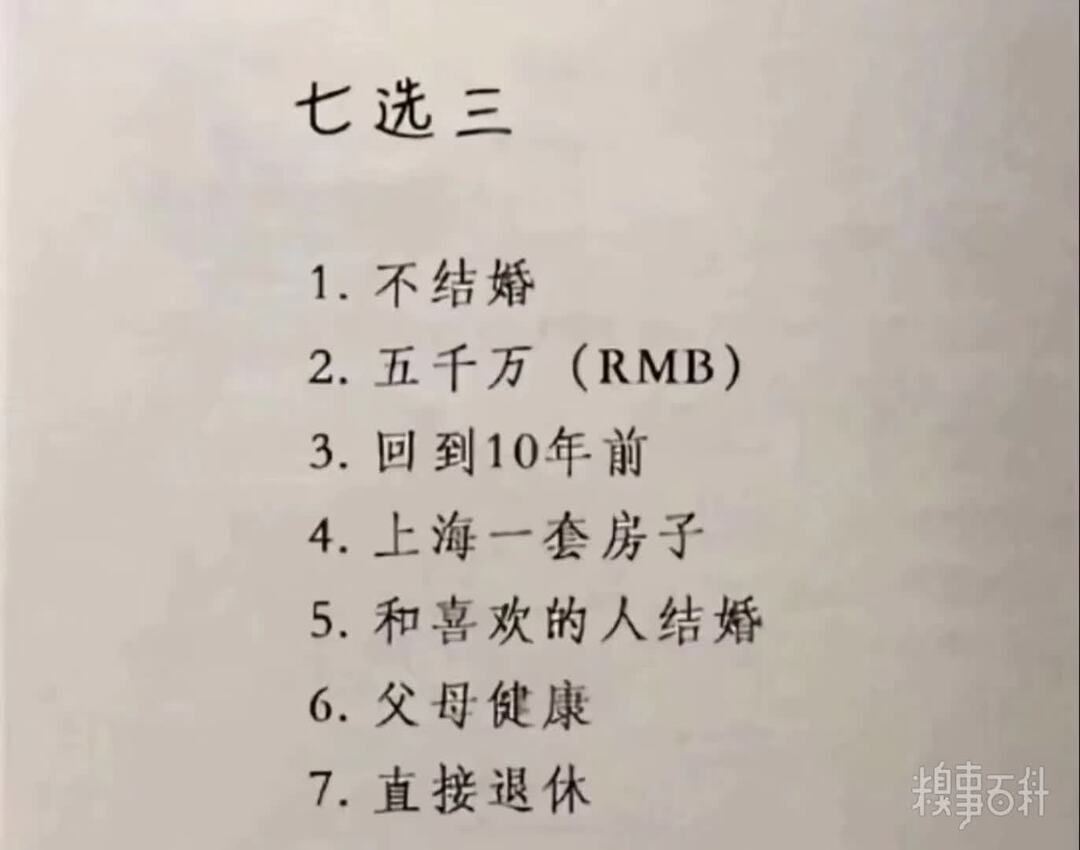 七选三
1. 不结婚
2. 五千万（RMB）
3. 回到10年前
4. 上海一套房子
5. 和喜欢的人结婚
6. 父母健康
7. 直接退休
糗事百科